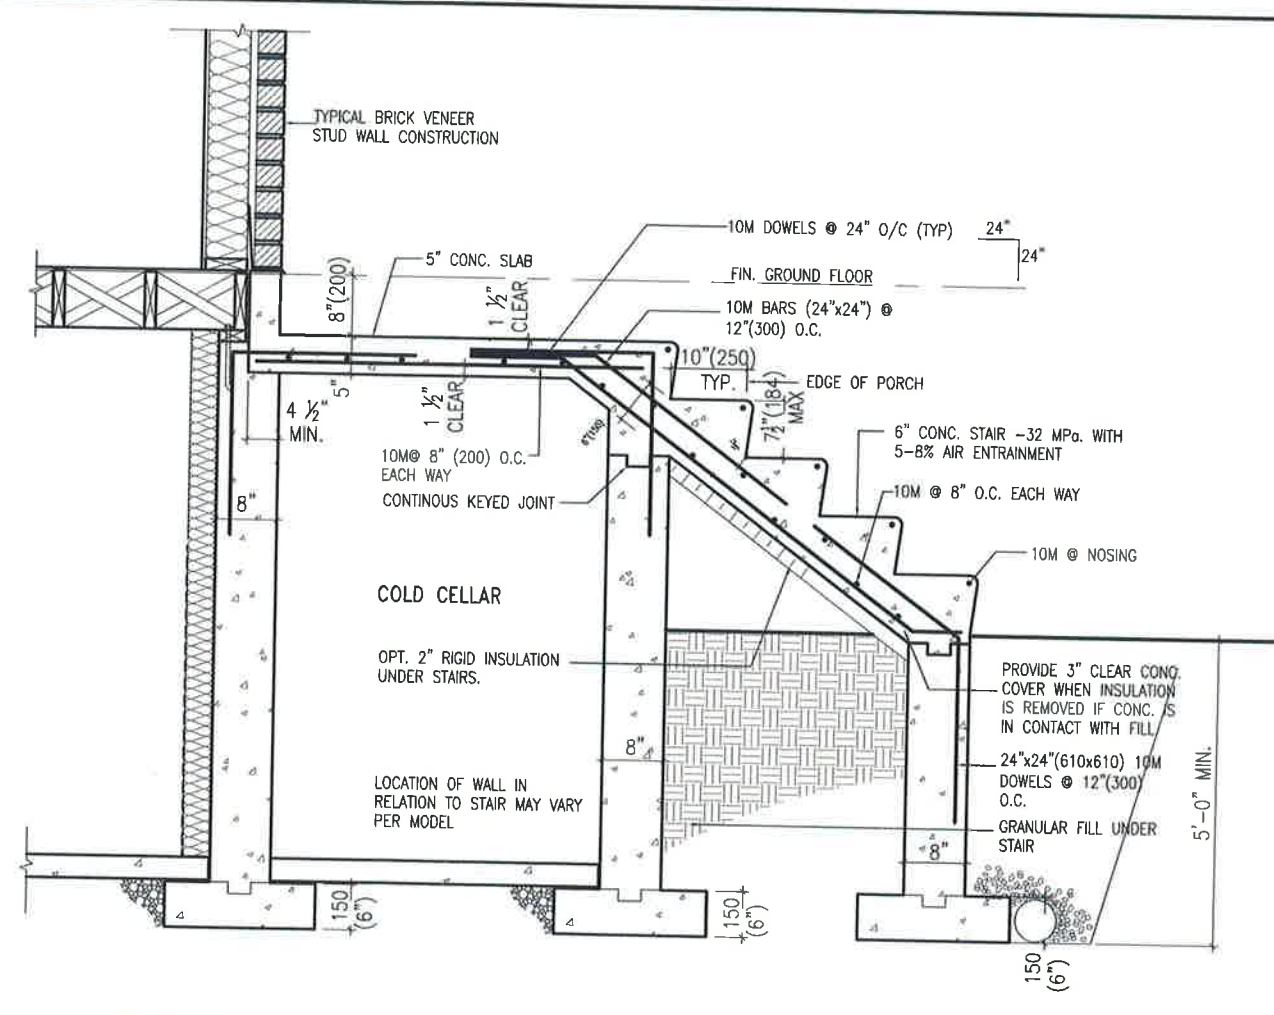 TYPICAL BRICK VENEER
STUD WALL CONSTRUCTION
10M DOWELS @ 24" O/C (TYP)
24"
24"
5" CONC. SLAB
FIN. GROUND FLOOR
8"(200)
1 ½"
CLEAR
10M BARS (24"x24") @
12"(300) O.C.
10"(250)
TYP.
EDGE OF PORCH
7½"(184)
MAX
5"
1 ½"
CLEAR
4 ½"
MIN.
6"(150)
6" CONC. STAIR -32 MPa. WITH
5-8% AIR ENTRAINMENT
10M@ 8" (200) O.C.
EACH WAY
CONTINOUS KEYED JOINT
10M @ 8" O.C. EACH WAY
8"
10M @ NOSING
COLD CELLAR
OPT. 2" RIGID INSULATION
UNDER STAIRS.
PROVIDE 3" CLEAR CONC.
COVER WHEN INSULATION
IS REMOVED IF CONC. IS
IN CONTACT WITH FILL
8"
24"x24"(610x610) 10M
DOWELS @ 12"(300)
O.C.
LOCATION OF WALL IN
RELATION TO STAIR MAY VARY
PER MODEL
GRANULAR FILL UNDER
STAIR
5'-0" MIN.
8"
150
(6")
150
(6")
150
(6")